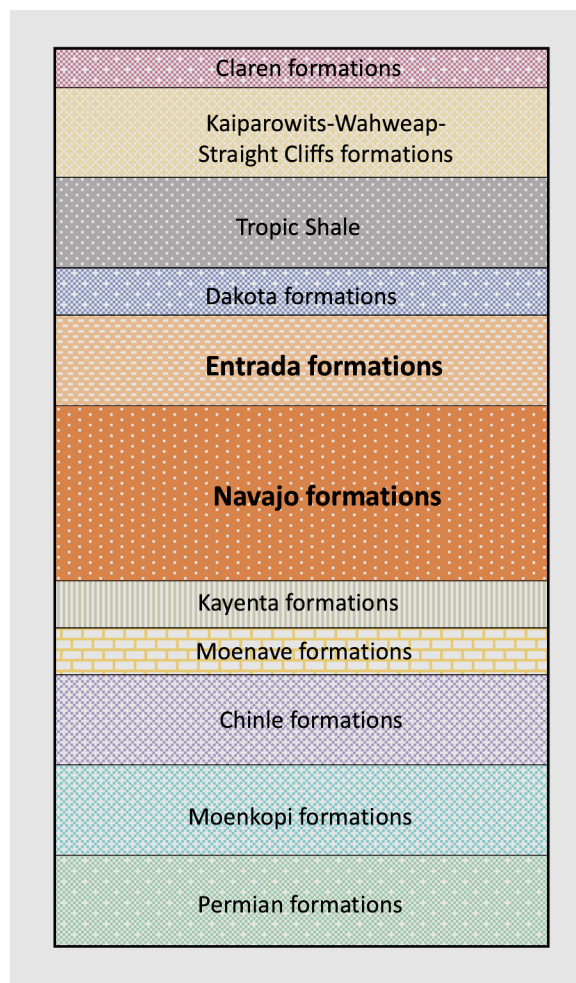 Claren formations
Kaiparowits-Wahweap-
Straight Cliffs formations
Tropic Shale
Dakota formations
Entrada formations
Navajo formations
Kayenta formations
Moenave formations
Chinle formations
Moenkopi formations
Permian formations